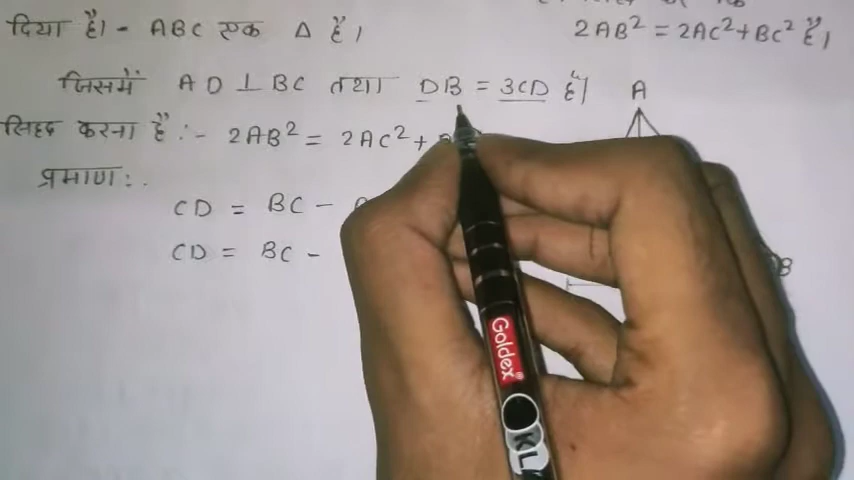 2AB² = 2AC² + BC² है।
दिया है। - ABC एक Δ है।
जिसमें AD ⊥ BC तथा DB = 3CD है।
A
सिद्ध करना है :- 2AB² = 2AC² +
प्रमाण :.
CD = BC -
CD = BC -
B
Goldex
KL